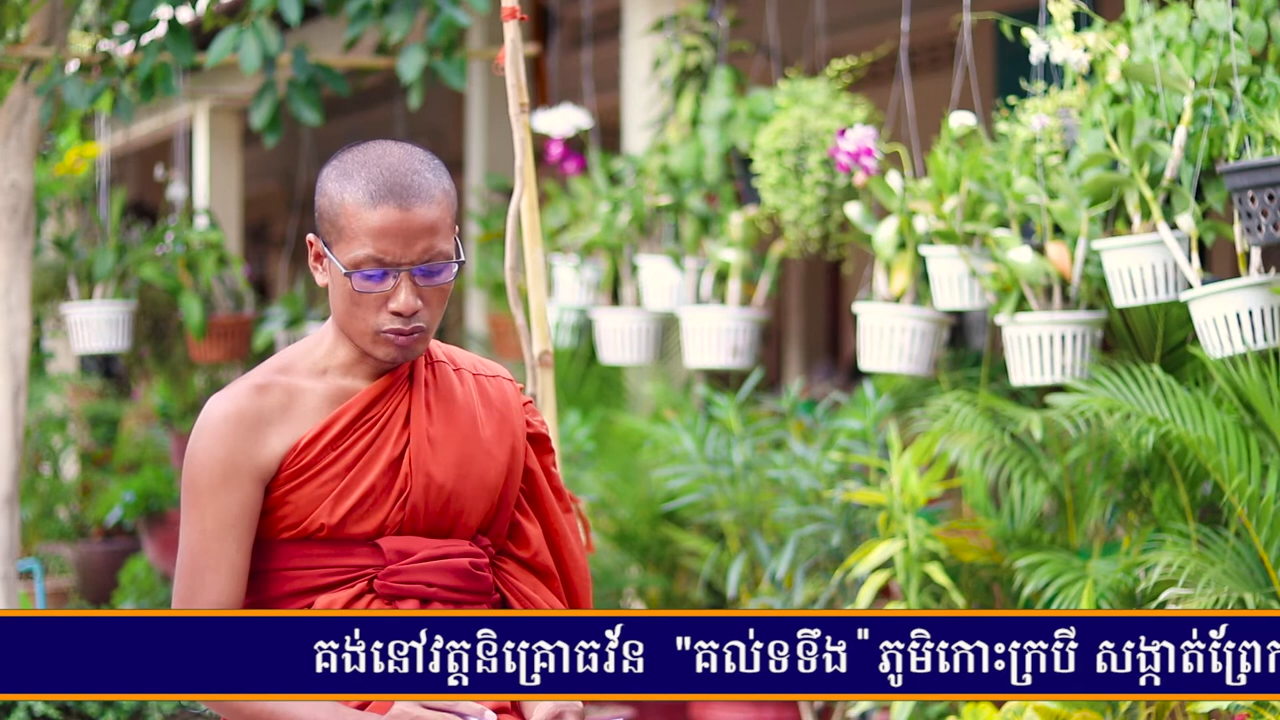 គង់នៅវត្តនិគ្រោធវ័ន "គល់ទទឹង" ភូមិកោះក្របី សង្កាត់ព្រែក